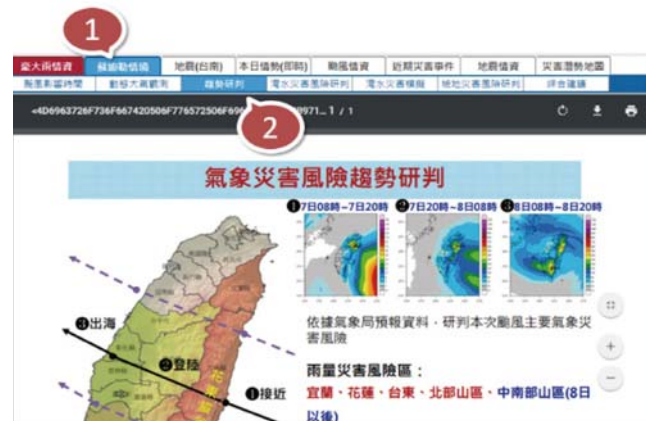 1
豪大雨情資 蘇迪勒情境 地震(台南) 本日情勢(即時) 颱風情資 近期災害事件 地震情資 災害潛勢地圖
颱風影響時間 動態大氣觀測 趨勢研判 淹水災害風險研判 淹水災害模擬 坡地災害風險研判 綜合建議
2
1 / 1
氣象災害風險趨勢研判
❶7日08時~7日20時 ❷7日20時~8日08時 ❸8日08時~8日20時
依據氣象局預報資料，研判本次颱風主要氣象災
害風險
❸出海
❷登陸
❶接近
雨量災害風險區：
宜蘭、花蓮、台東、北部山區、中南部山區(8日
以後)